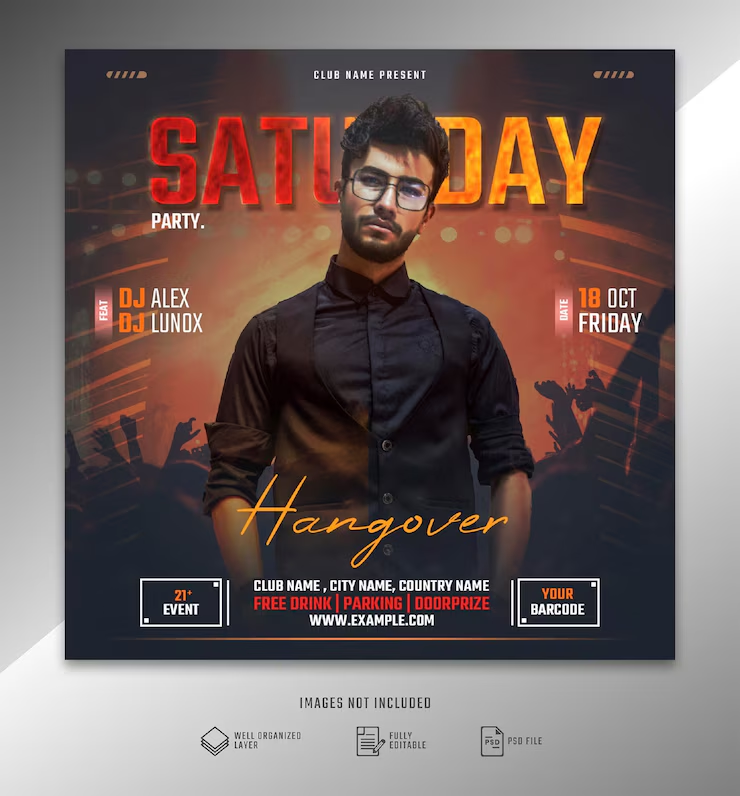 CLUB NAME PRESENT
SATU DAY
PARTY.
FEAT
DJ ALEX
DJ LUNOX
DATE
18 OCT
FRIDAY
Hangover
21+
EVENT
CLUB NAME , CITY NAME, COUNTRY NAME
FREE DRINK | PARKING | DOORPRIZE
WWW.EXAMPLE.COM
YOUR
BARCODE
IMAGES NOT INCLUDED
WELL ORGANIZED
LAYER
FULLY
EDITABLE
PSD
PSD FILE